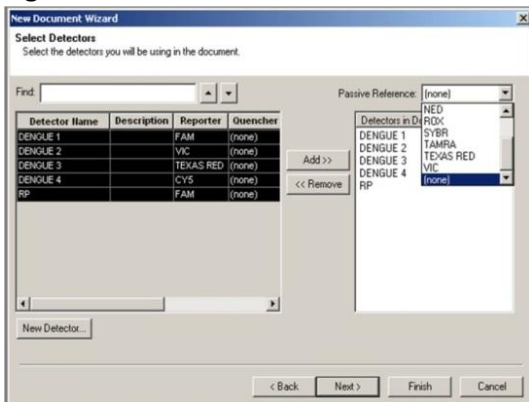 New Document Wizard
Select Detectors
Select the detectors you will be using in the document.
Find:
Passive Reference: (none)
Detector Name Description Reporter Quencher
DENGUE 1 FAM (none)
DENGUE 2 VIC (none)
DENGUE 3 TEXAS RED (none)
DENGUE 4 CY5 (none)
RP FAM (none)
Add >>
<< Remove
Detectors in D
DENGUE 1
DENGUE 2
DENGUE 3
DENGUE 4
RP
NED
ROX
SYBR
TAMRA
TEXAS RED
VIC
(none)
New Detector...
< Back Next > Finish Cancel